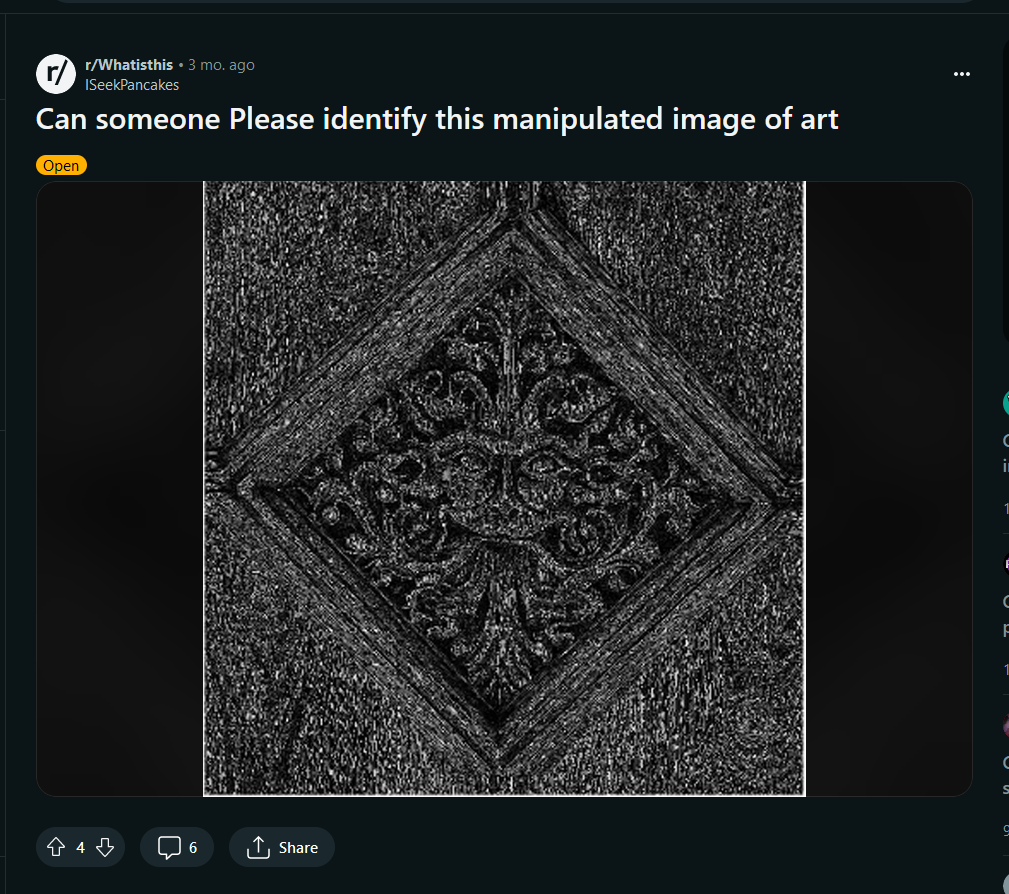 r/
r/Whatisthis • 3 mo. ago
ISeekPancakes
Can someone Please identify this manipulated image of art
Open
4
6
Share